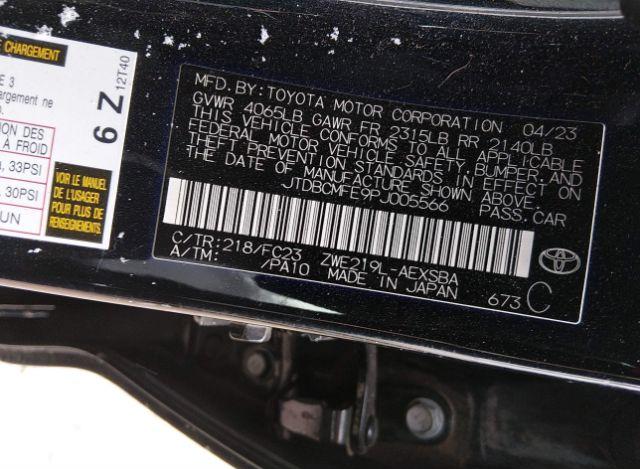 CHARGEMENT
E 3
argement ne
s.
ION DES
À FROID
, 33PSI
, 30PSI
UN
VOIR LE MANUEL
DE L'USAGER
POUR PLUS DE
RENSEIGNEMENTS
6 Z 12T40
MFD.BY:TOYOTA MOTOR CORPORATION 04/23
GVWR 4065LB GAWR FR 2315LB RR 2140LB
THIS VEHICLE CONFORMS TO ALL APPLICABLE
FEDERAL MOTOR VEHICLE SAFETY,BUMPER,AND
THEFT PREVENTION STANDARDS IN EFFECT ON
THE DATE OF MANUFACTURE SHOWN ABOVE.
JTDBCMFE9PJ005566 PASS.CAR
C/TR:218/FC23 ZWE219L-AEXSBA
A/TM: /PA10 MADE IN JAPAN 673 C